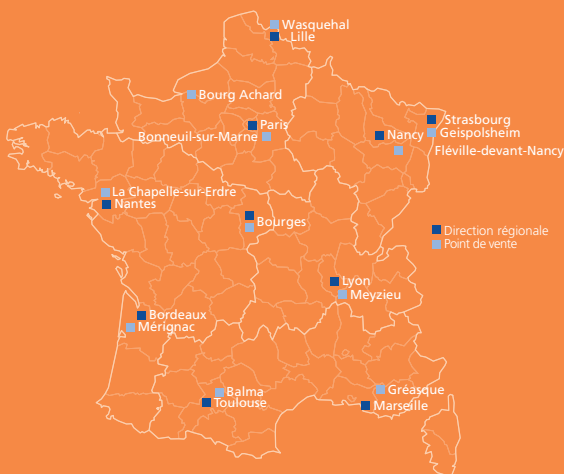 Wasquehal
Lille
Bourg Achard
Paris
Bonneuil-sur-Marne
Nancy
Strasbourg
Geispolsheim
Fléville-devant-Nancy
La Chapelle-sur-Erdre
Nantes
Bourges
Direction régionale
Point de vente
Lyon
Meyzieu
Bordeaux
Mérignac
Balma
Toulouse
Gréasque
Marseille